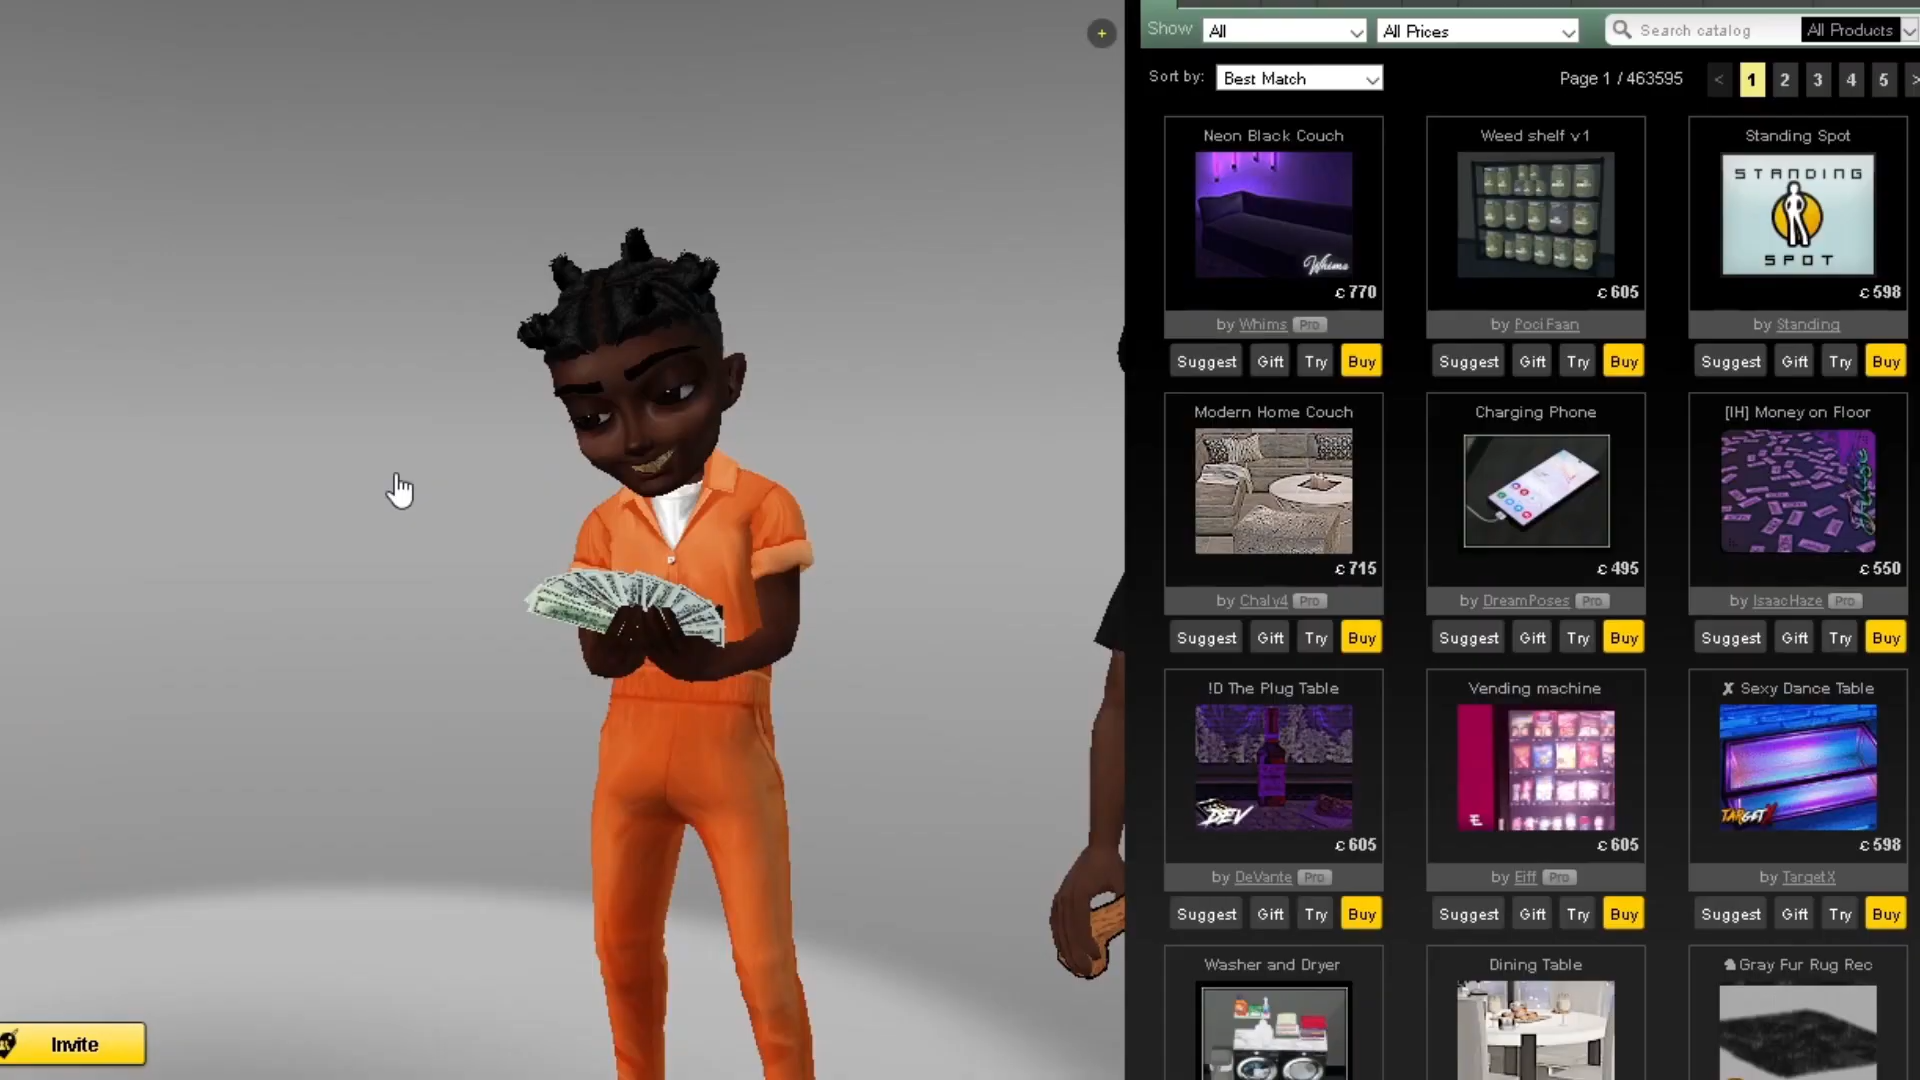 Show All All Prices Search catalog All Products
Sort by: Best Match Page 1 / 463595 < 1 2 3 4 5 >
Neon Black Couch
Whims
770
by Whims Pro
Suggest Gift Try Buy
Weed shelf v1
605
by PociFaan
Suggest Gift Try Buy
Standing Spot
STANDING
SPOT
598
by Standing
Suggest Gift Try Buy
Modern Home Couch
715
by Chaly4 Pro
Suggest Gift Try Buy
Charging Phone
495
by DreamPoses Pro
Suggest Gift Try Buy
[IH] Money on Floor
550
by IsaacHaze Pro
Suggest Gift Try Buy
!D The Plug Table
DEV
605
by DeVante Pro
Suggest Gift Try Buy
Vending machine
605
by Eiff Pro
Suggest Gift Try Buy
✘ Sexy Dance Table
TARGETX
598
by TargetX
Suggest Gift Try Buy
Washer and Dryer
Dining Table
♞Gray Fur Rug Rec
Invite